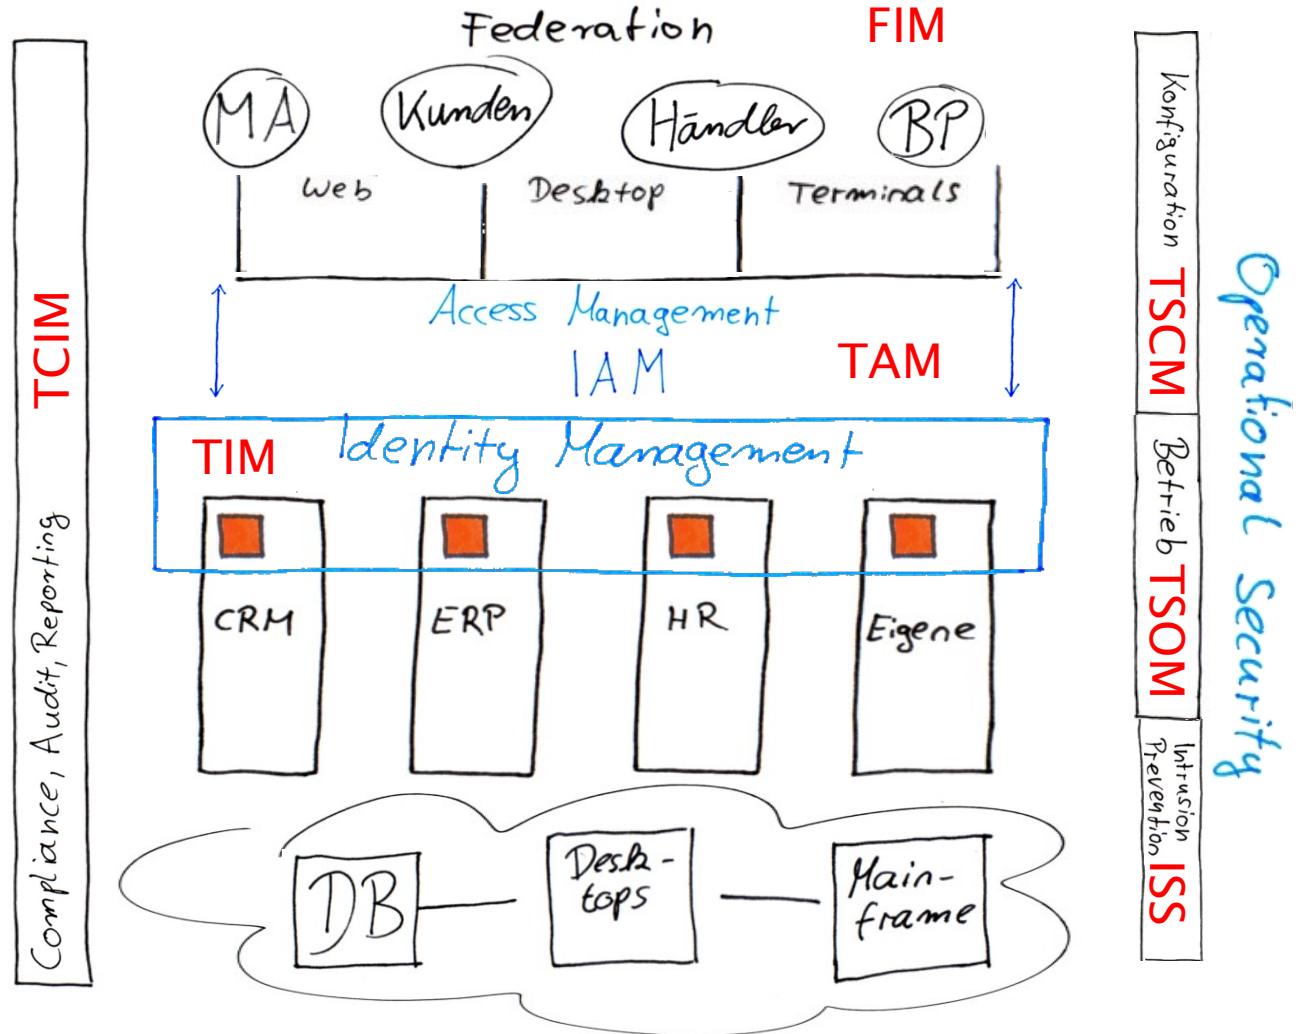 Federation
FIM
MA
Kunden
Händler
BP
Web
Desktop
Terminals
Access Management
IAM
TAM
TIM
Identity Management
CRM
ERP
HR
Eigene
DB
Desk-
tops
Main-
frame
Compliance, Audit, Reporting
TCIM
Konfiguration
TSCM
Betrieb
TSOM
Intrusion
Prevention
ISS
Operational Security